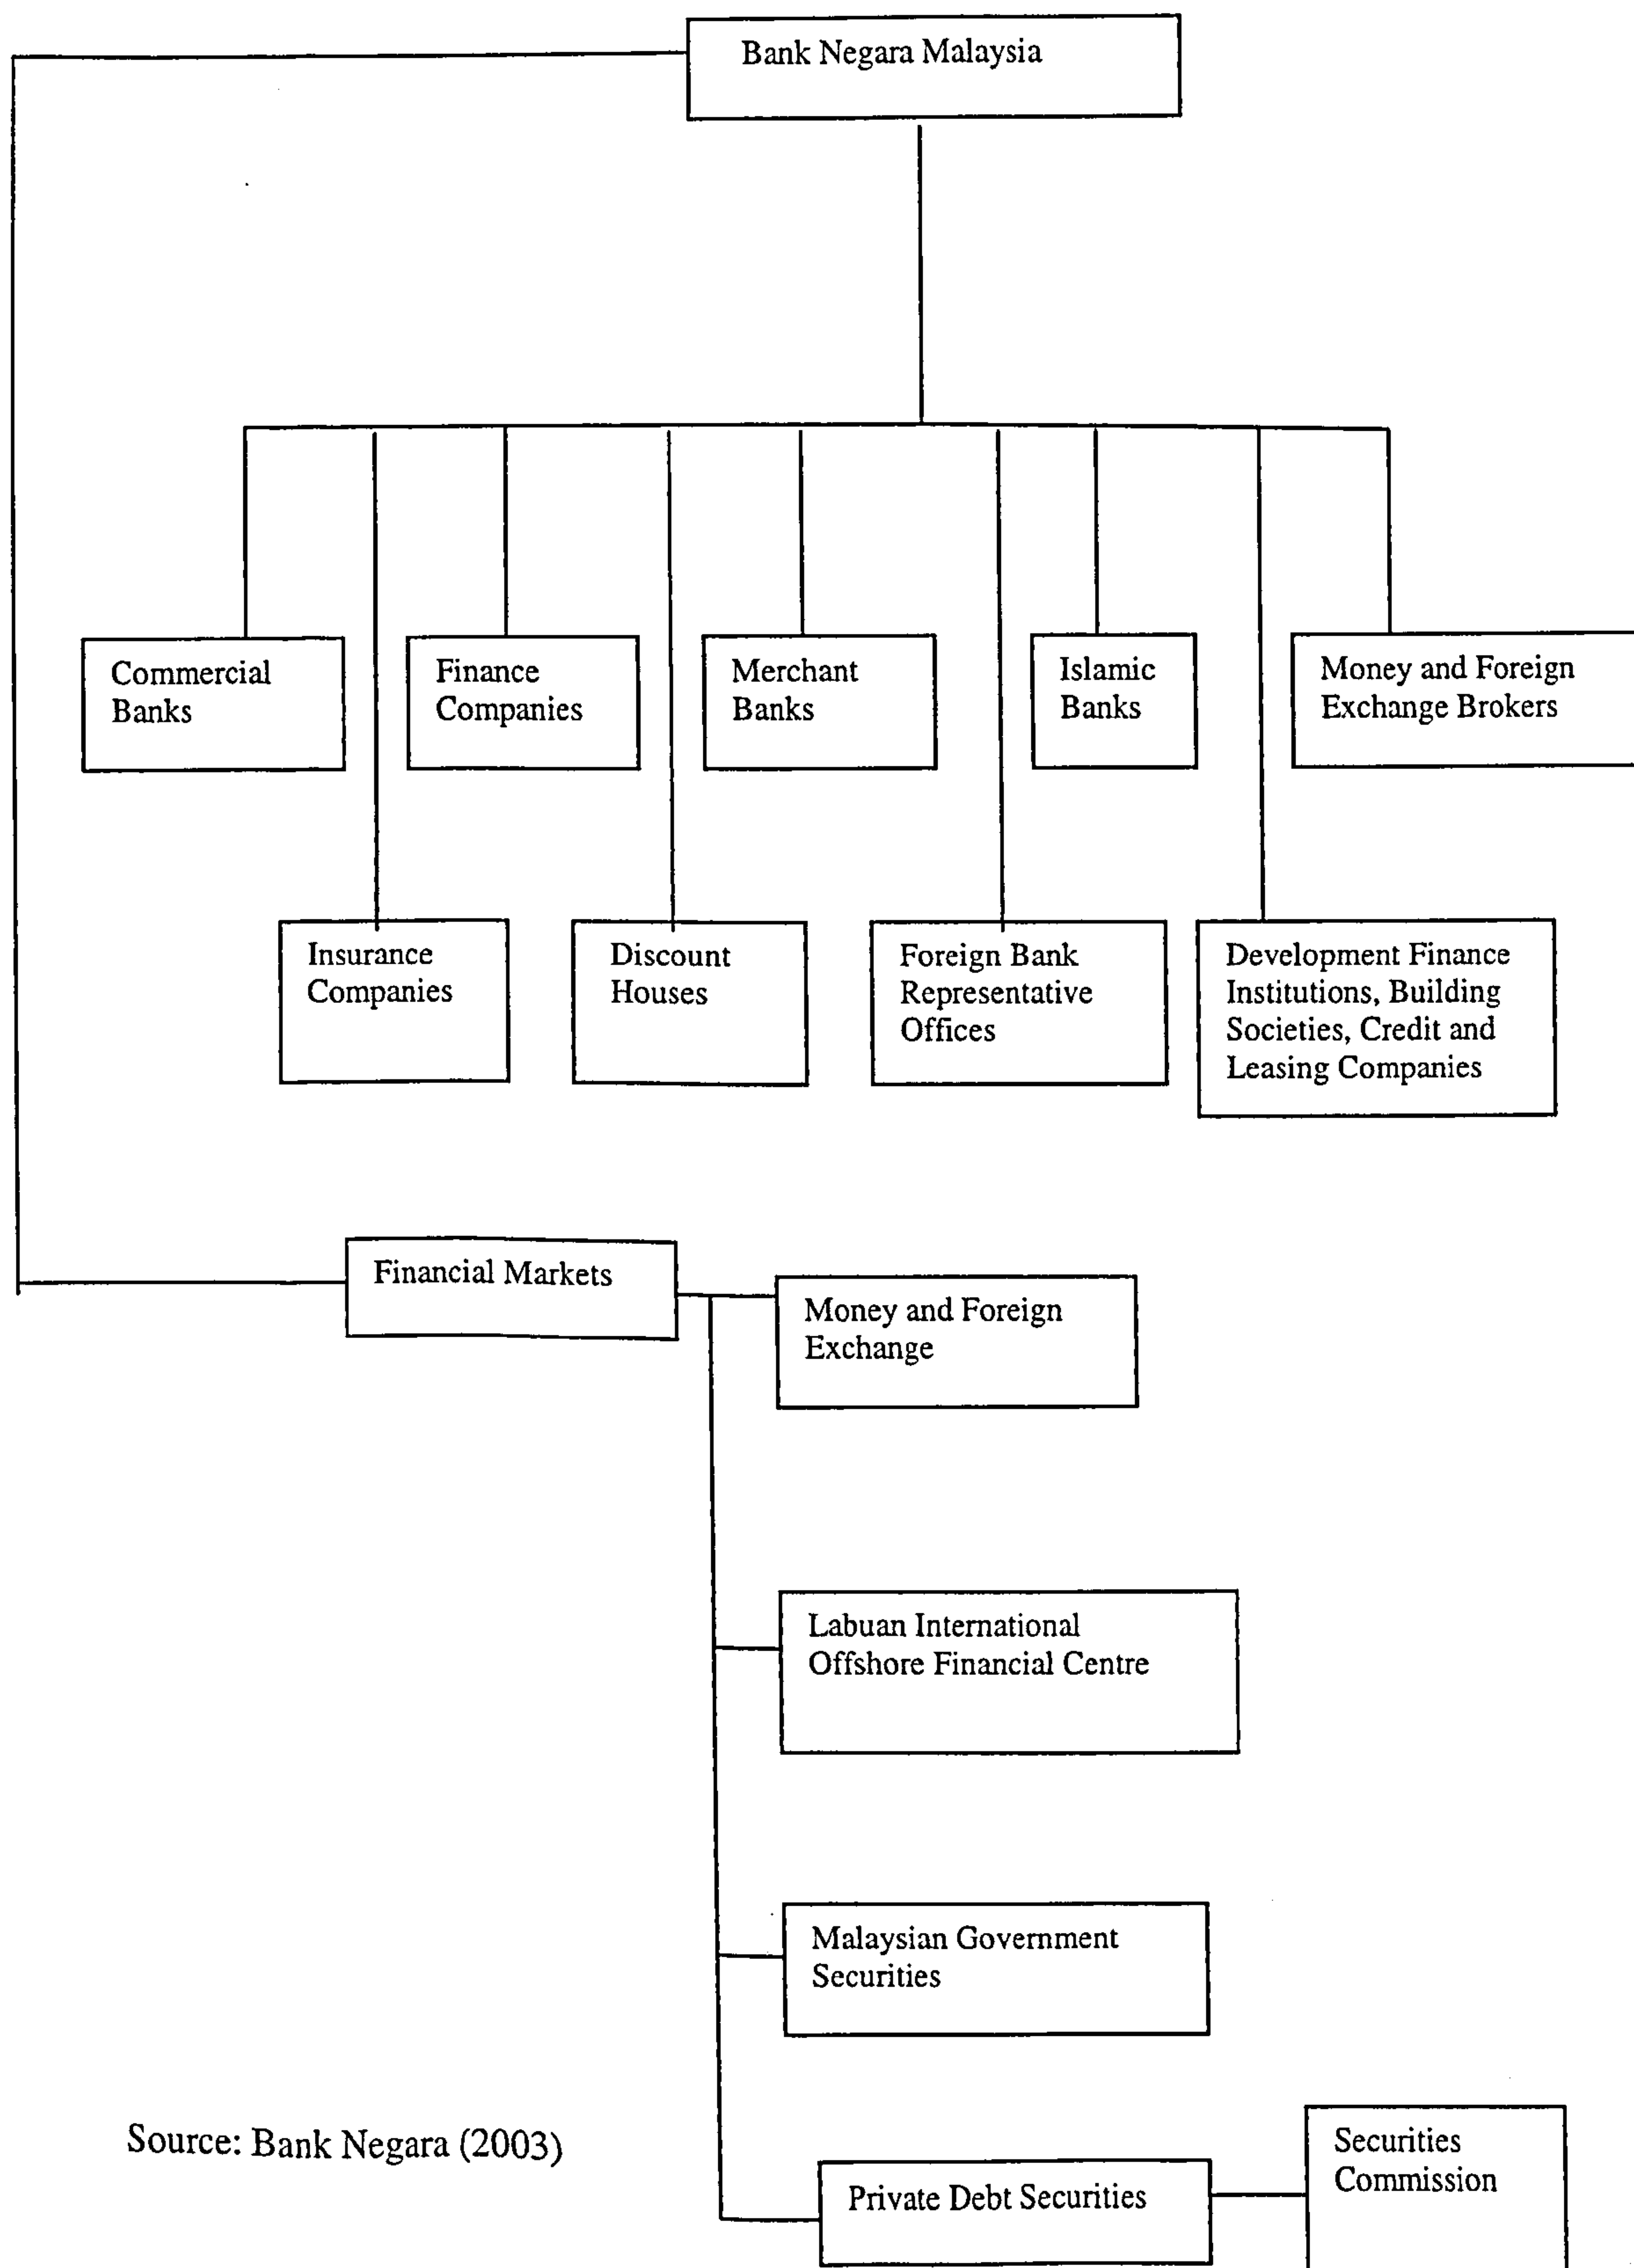 Bank Negara Malaysia
Commercial
Banks
Finance
Companies
Merchant
Banks
Islamic
Banks
Money and Foreign
Exchange Brokers
Insurance
Companies
Discount
Houses
Foreign Bank
Representative
Offices
Development Finance
Institutions, Building
Societies, Credit and
Leasing Companies
Financial Markets
Money and Foreign
Exchange
Labuan International
Offshore Financial Centre
Malaysian Government
Securities
Source: Bank Negara (2003)
Securities
Commission
Private Debt Securities